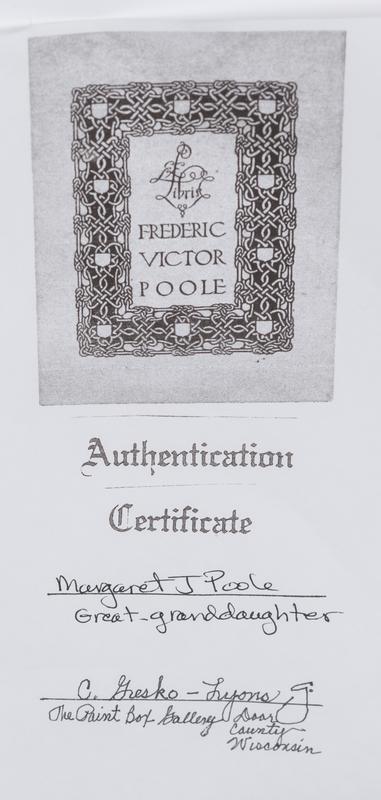 Ex
Libris
FREDERIC
VICTOR
POOLE
Authentication
Certificate
Margaret J Poole
Great-granddaughter
C. Gresko - Lyons
The Paint Box Gallery Door
County
Wisconsin